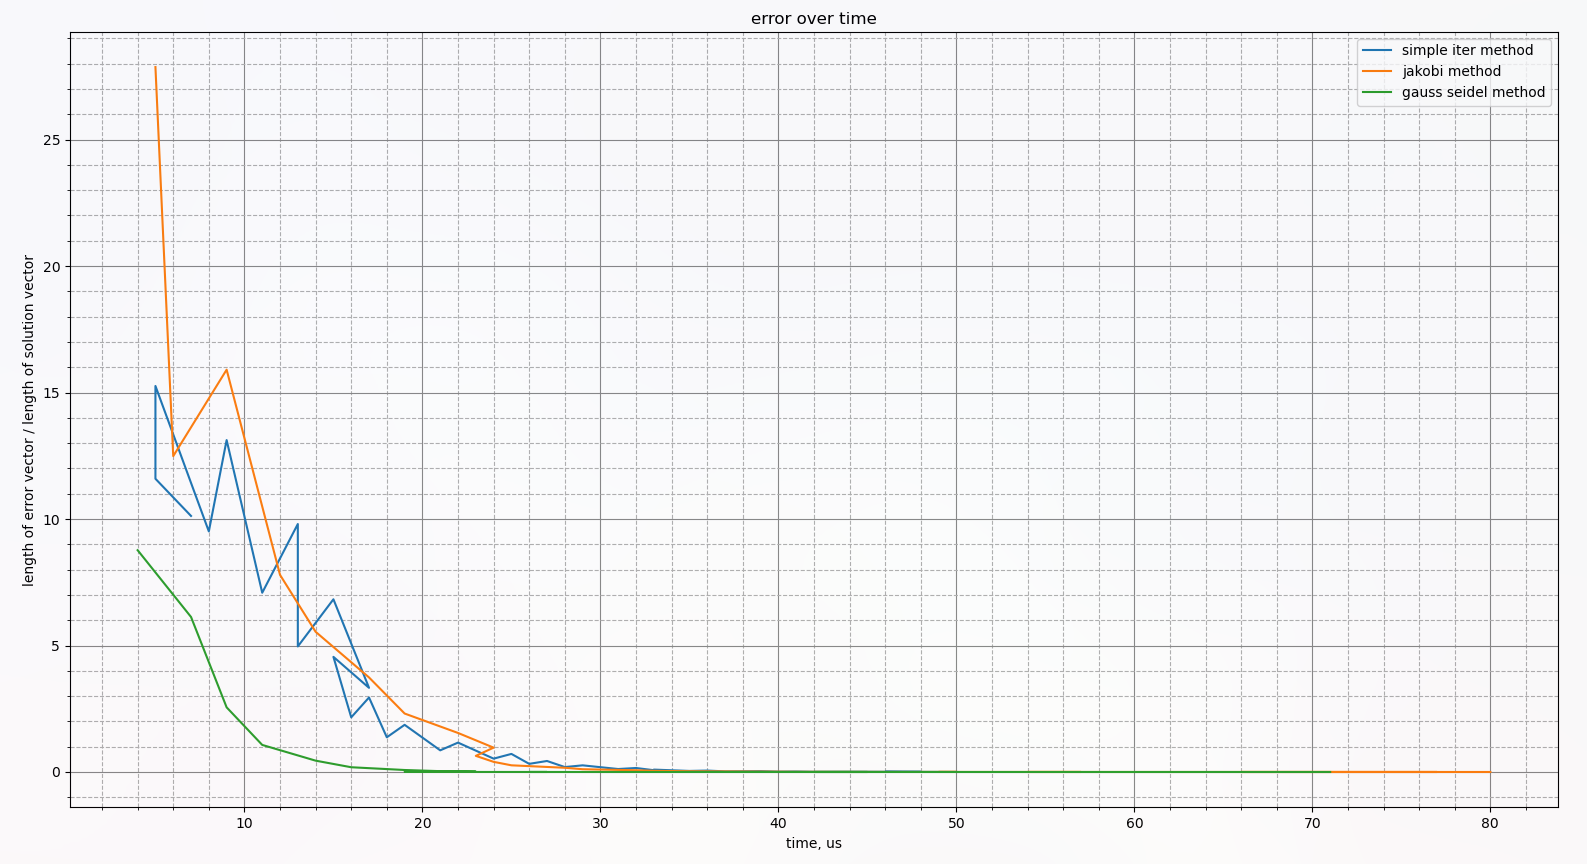 error over time
simple iter method
jakobi method
gauss seidel method
length of error vector / length of solution vector
25
20
15
10
5
0
10 20 30 40 50 60 70 80
time, us